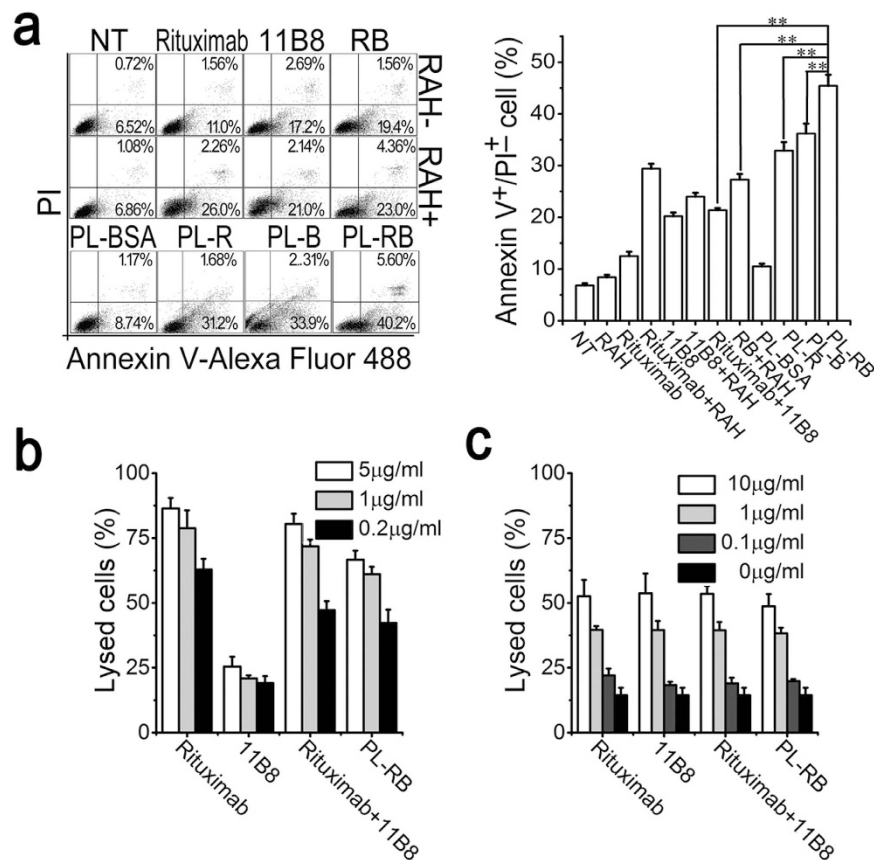 a
NT Rituximab 11B8 RB
0.72% 1.56% 2.69% 1.56%
6.52% 11.0% 17.2% 19.4%
RAH-
1.08% 2.26% 2.14% 4.36%
6.86% 26.0% 21.0% 23.0%
RAH+
PL-BSA PL-R PL-B PL-RB
1.17% 1.68% 2..31% 5.60%
8.74% 31.2% 33.9% 40.2%
PI
Annexin V-Alexa Fluor 488
Annexin V+/PI+− cell (%)
60
50
40
30
20
10
0
**
**
**
**
NT
RAH
Rituximab
Rituximab+RAH
11B8
11B8+RAH
Rituximab+11B8
RB+RAH
PL-BSA
PL-R
PL-B
PL-RB
b
Lysed cells (%)
100
75
50
25
0
5μg/ml
1μg/ml
0.2μg/ml
Rituximab
11B8
Rituximab+11B8
PL-RB
c
Lysed cells (%)
100
75
50
25
0
10μg/ml
1μg/ml
0.1μg/ml
0μg/ml
Rituximab
11B8
Rituximab+11B8
PL-RB